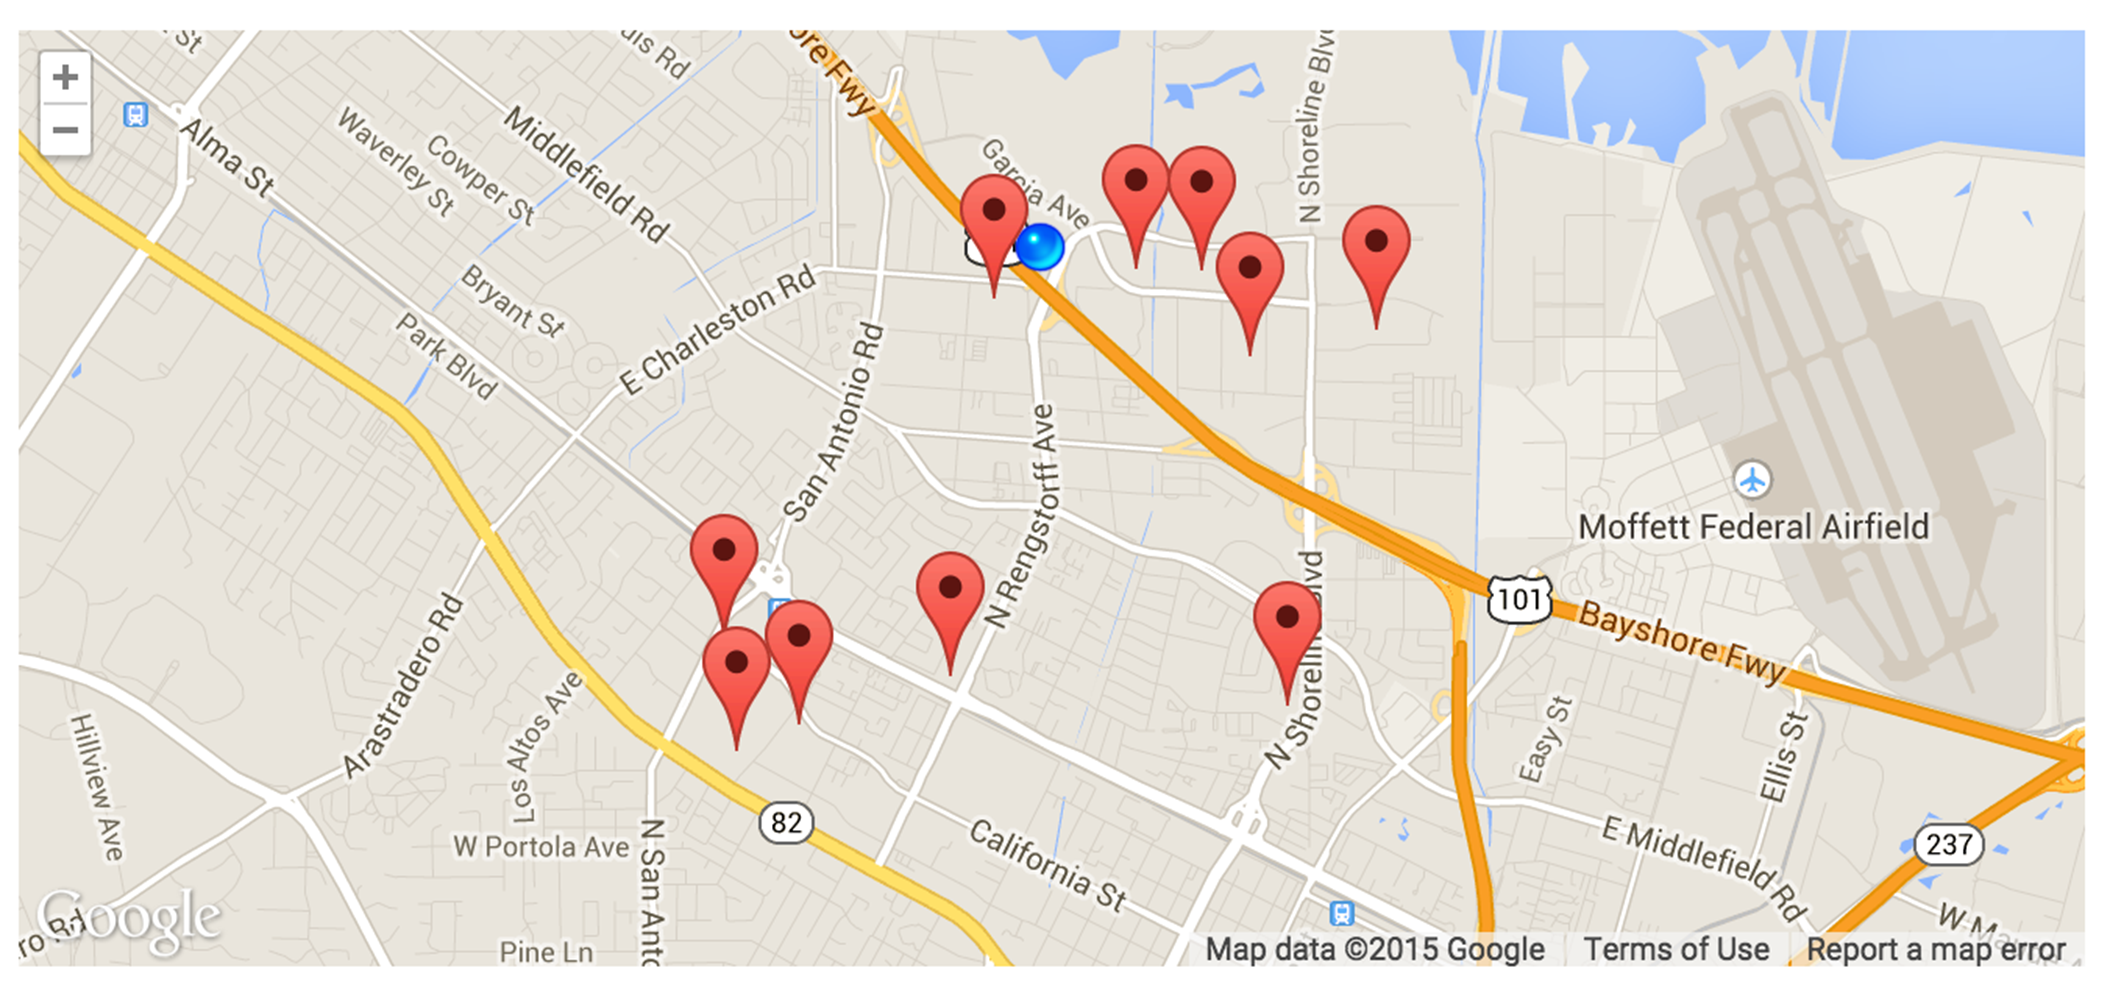 St
uis Rd
ore Fwy
N Shoreline Blvd
Alma St
Waverley St
Cowper St
Middlefield Rd
Garcia Ave
Bryant St
Park Blvd
E Charleston Rd
San Antonio Rd
N Rengstorff Ave
Moffett Federal Airfield
101
Bayshore Fwy
Arastradero Rd
Los Altos Ave
Hillview Ave
N Shoreline Blvd
Easy St
Ellis St
82
W Portola Ave
N San Anto
California St
E Middlefield Rd
237
Google
ro Rd
Pine Ln
W Ma
Map data ©2015 Google
Terms of Use
Report a map error